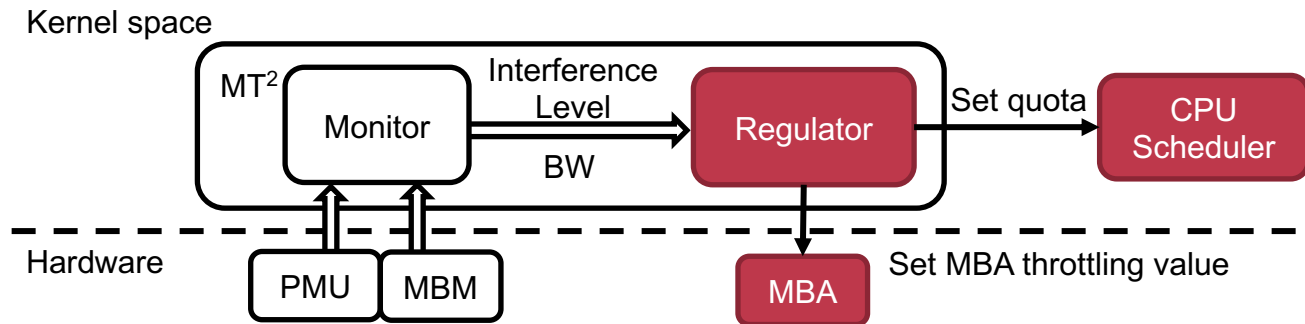 Kernel space
MT²
Monitor
Interference
Level
BW
Regulator
Set quota
CPU
Scheduler
Hardware
PMU
MBM
MBA
Set MBA throttling value